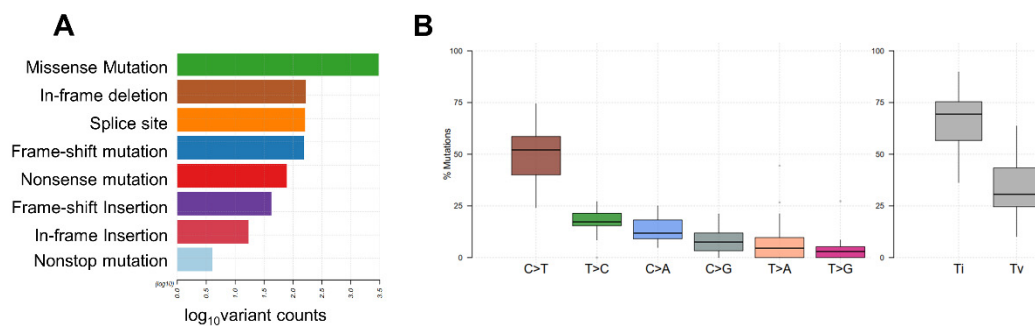 A
Missense Mutation
In-frame deletion
Splice site
Frame-shift mutation
Nonsense mutation
Frame-shift Insertion
In-frame Insertion
Nonstop mutation
(log10)
0.0 0.5 1.0 1.5 2.0 2.5 3.0 3.5
log10variant counts
B
% Mutations
100
75
50
25
0
C>T T>C C>A C>G T>A T>G
100
75
50
25
0
Ti Tv